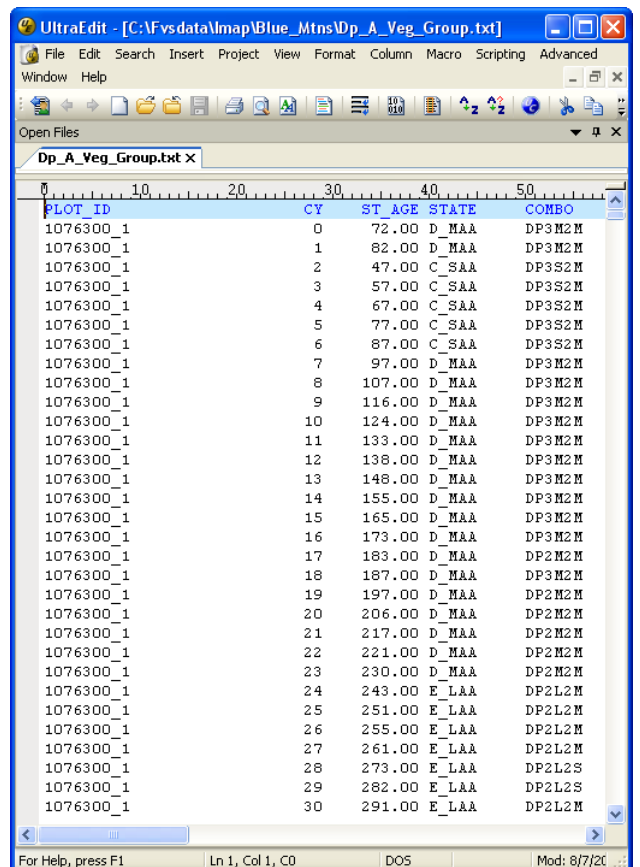 UltraEdit - [C:\Fvsdata\Imap\Blue_Mtns\Dp_A_Veg_Group.txt]
File Edit Search Insert Project View Format Column Macro Scripting Advanced
Window Help
Open Files
Dp_A_Veg_Group.txt
0 10 20 30 40 50
PLOT_ID CY ST_AGE STATE COMBO
1076300_1 0 72.00 D_MAA DP3M2M
1076300_1 1 82.00 D_MAA DP3M2M
1076300_1 2 47.00 C_SAA DP3S2M
1076300_1 3 57.00 C_SAA DP3S2M
1076300_1 4 67.00 C_SAA DP3S2M
1076300_1 5 77.00 C_SAA DP3S2M
1076300_1 6 87.00 C_SAA DP3S2M
1076300_1 7 97.00 D_MAA DP3M2M
1076300_1 8 107.00 D_MAA DP3M2M
1076300_1 9 116.00 D_MAA DP3M2M
1076300_1 10 124.00 D_MAA DP3M2M
1076300_1 11 133.00 D_MAA DP3M2M
1076300_1 12 138.00 D_MAA DP3M2M
1076300_1 13 148.00 D_MAA DP3M2M
1076300_1 14 155.00 D_MAA DP3M2M
1076300_1 15 165.00 D_MAA DP3M2M
1076300_1 16 173.00 D_MAA DP3M2M
1076300_1 17 183.00 D_MAA DP2M2M
1076300_1 18 187.00 D_MAA DP3M2M
1076300_1 19 197.00 D_MAA DP2M2M
1076300_1 20 206.00 D_MAA DP2M2M
1076300_1 21 217.00 D_MAA DP2M2M
1076300_1 22 221.00 D_MAA DP2M2M
1076300_1 23 230.00 D_MAA DP2M2M
1076300_1 24 243.00 E_LAA DP2L2M
1076300_1 25 251.00 E_LAA DP2L2M
1076300_1 26 255.00 E_LAA DP2L2M
1076300_1 27 261.00 E_LAA DP2L2M
1076300_1 28 273.00 E_LAA DP2L2S
1076300_1 29 282.00 E_LAA DP2L2S
1076300_1 30 291.00 E_LAA DP2L2M
For Help, press F1 Ln 1, Col 1, C0 DOS Mod: 8/7/20